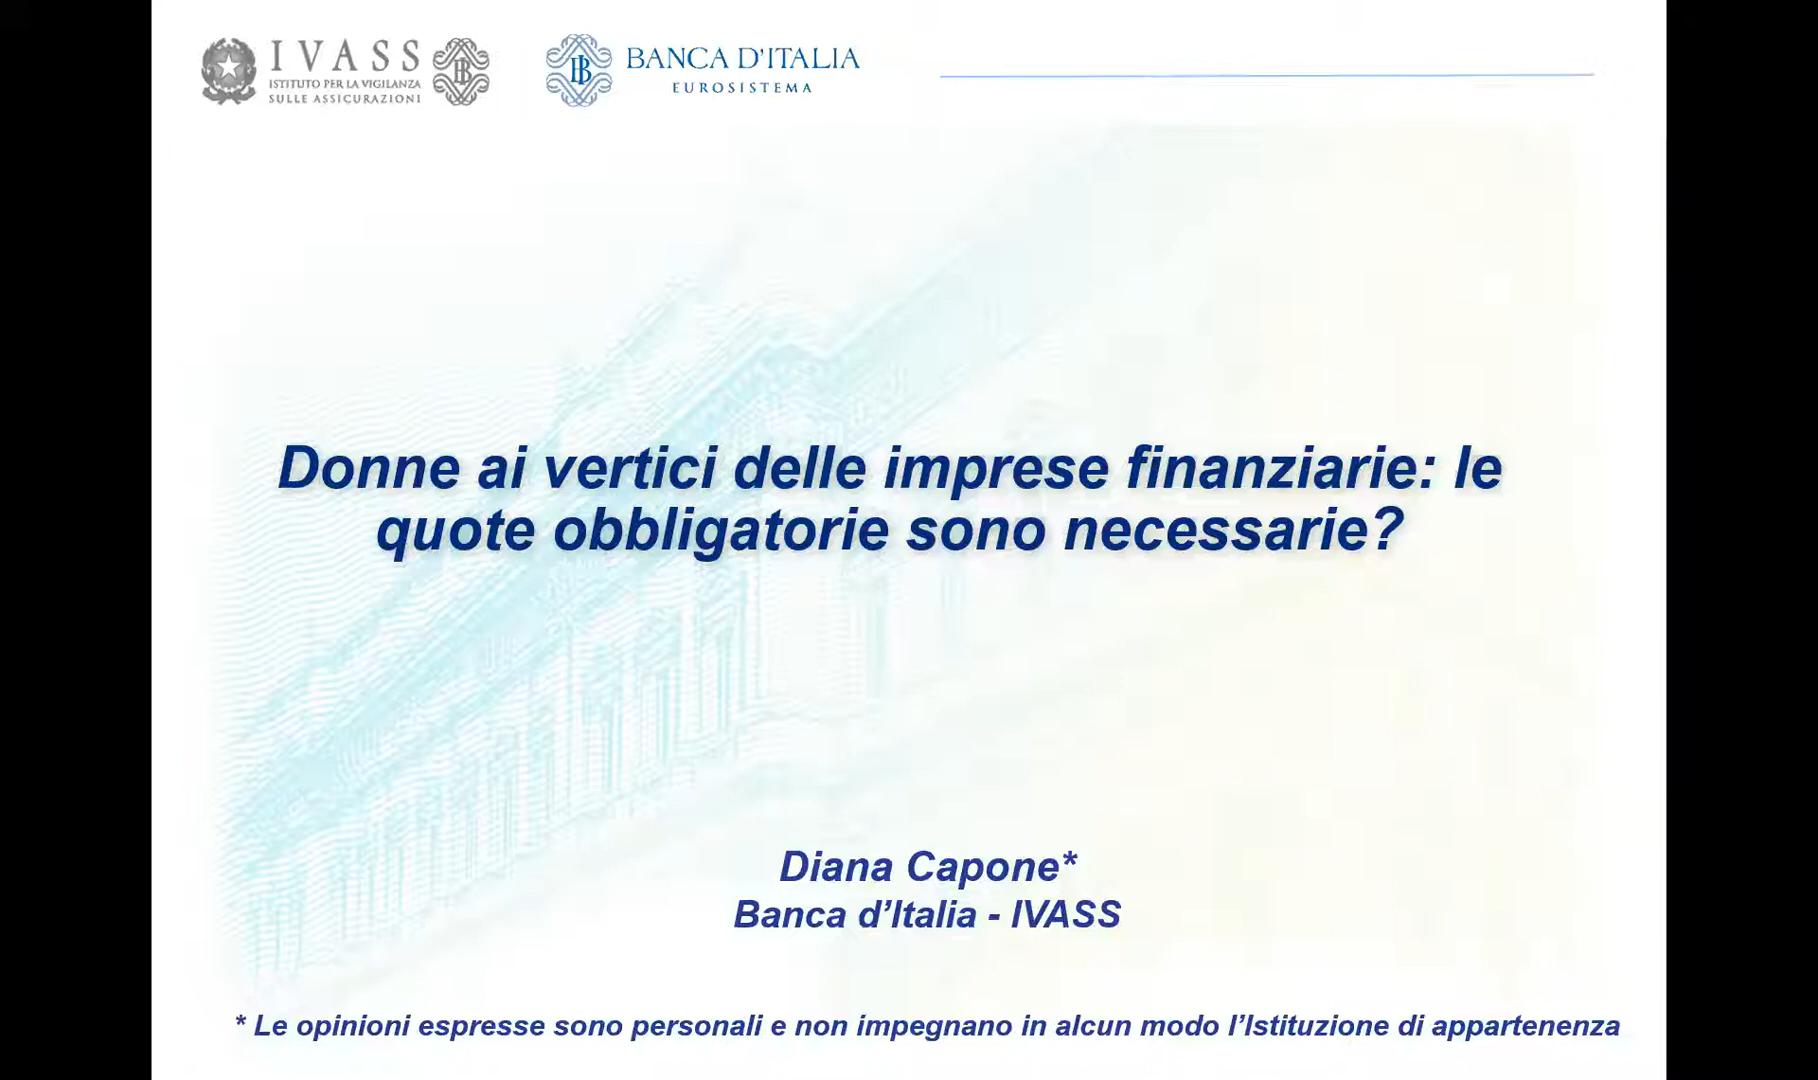 IVASS
ISTITUTO PER LA VIGILANZA
SULLE ASSICURAZIONI
BANCA D'ITALIA
EUROSISTEMA
Donne ai vertici delle imprese finanziarie: le
quote obbligatorie sono necessarie?
Diana Capone*
Banca d’Italia - IVASS
* Le opinioni espresse sono personali e non impegnano in alcun modo l’Istituzione di appartenenza